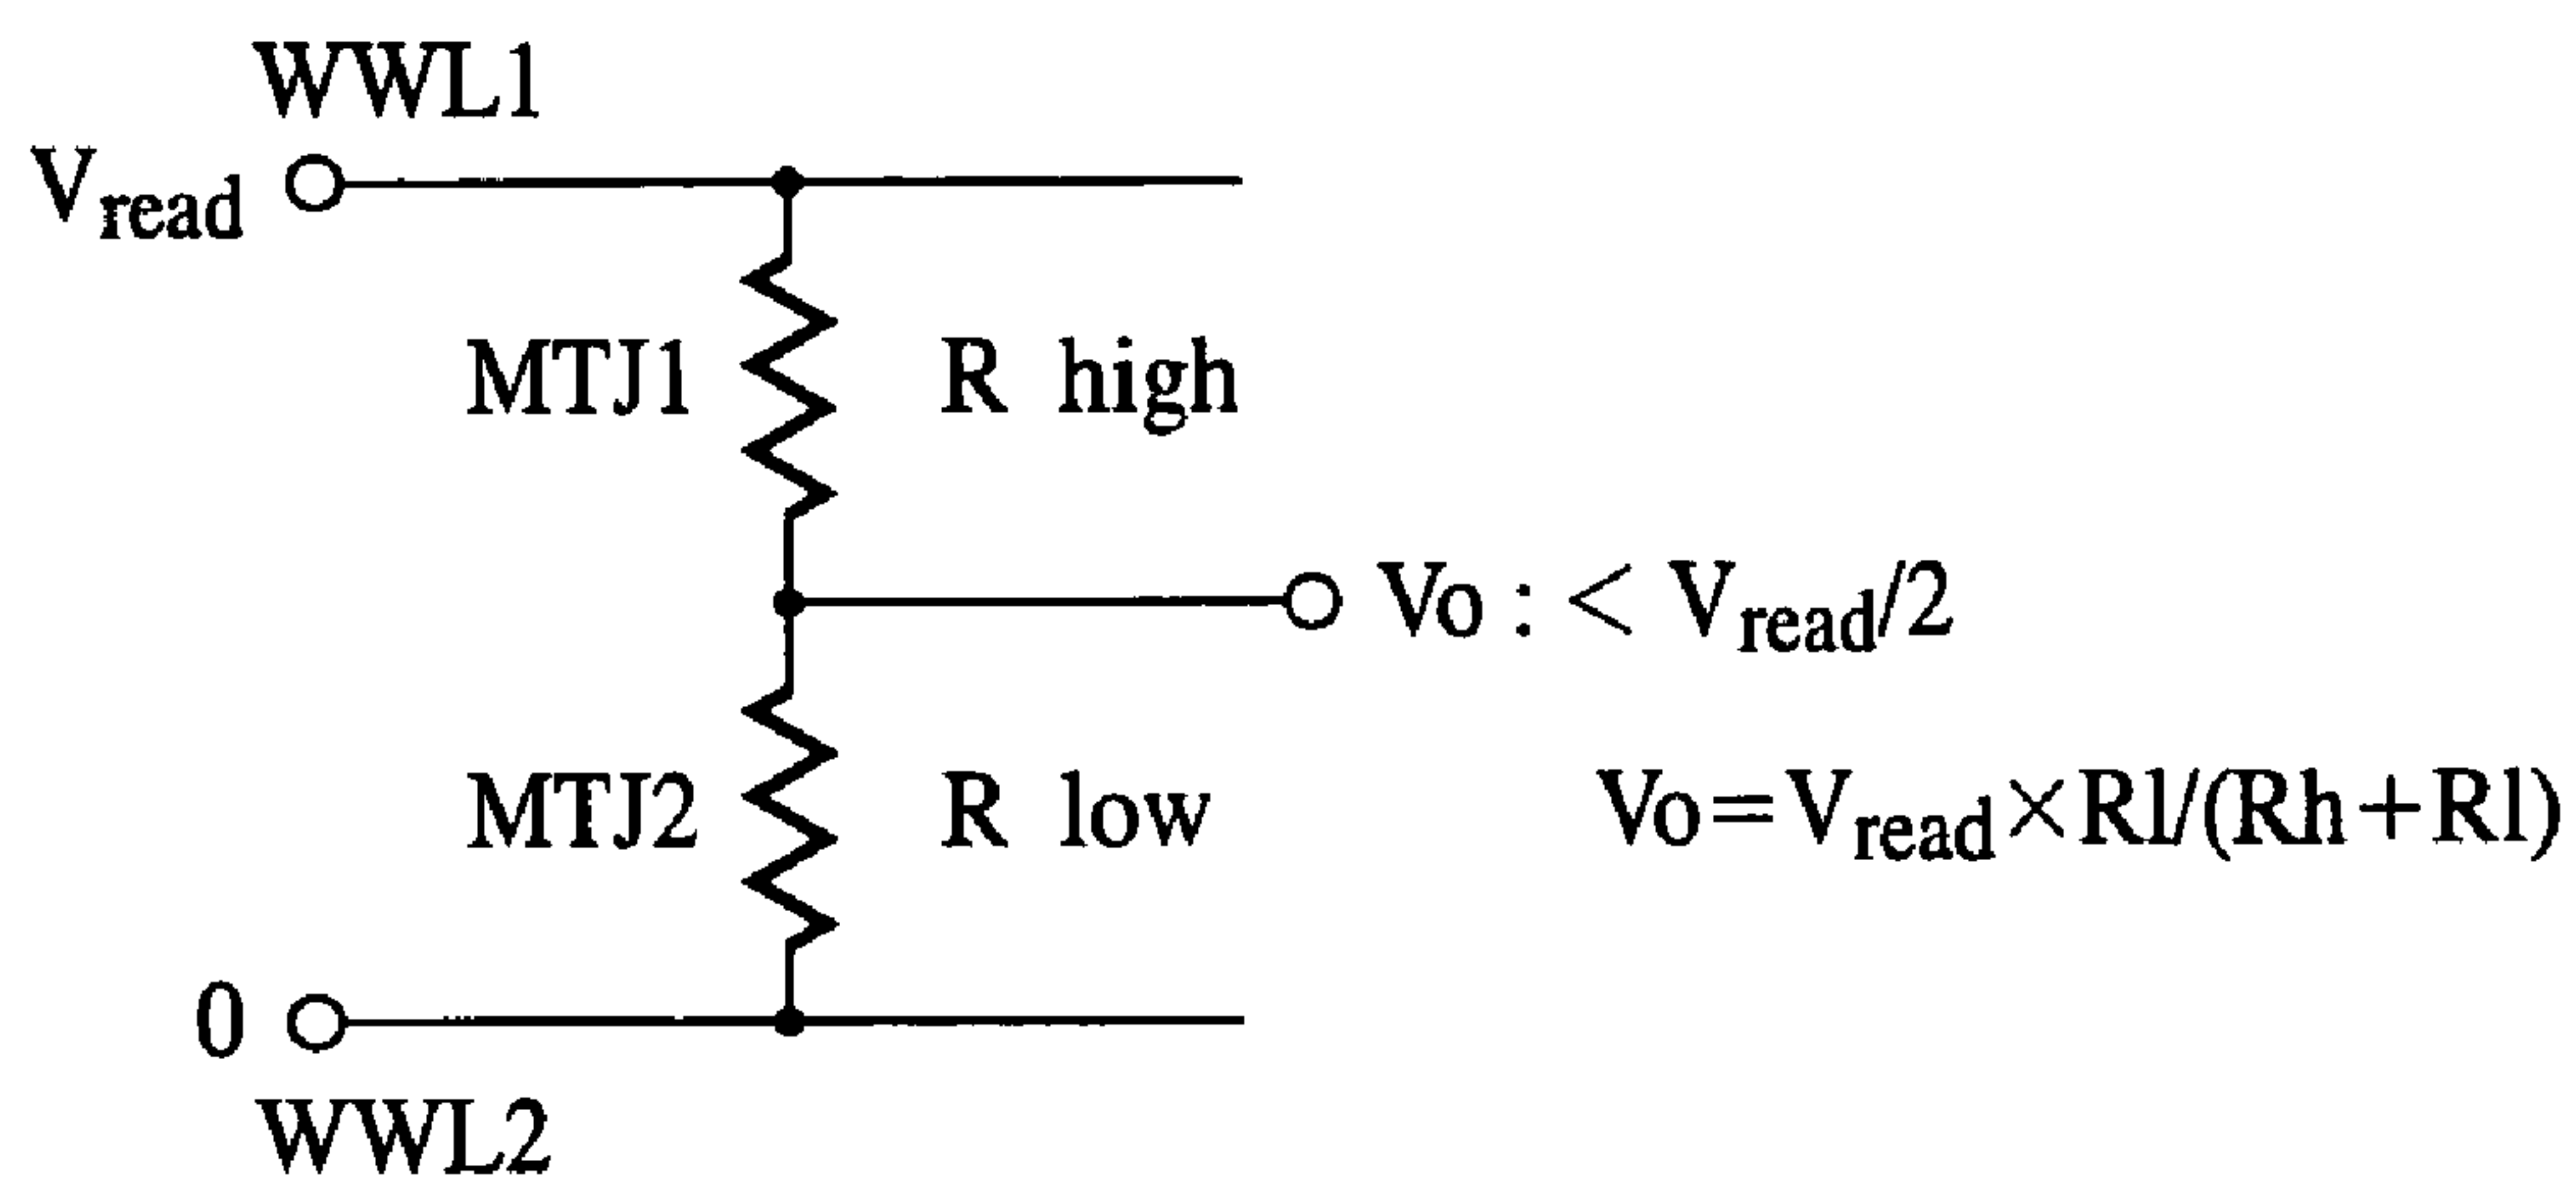 WWL1
Vread
MTJ1 R high
Vo : < Vread/2
MTJ2 R low
Vo=Vread×Rl/(Rh+Rl)
0
WWL2